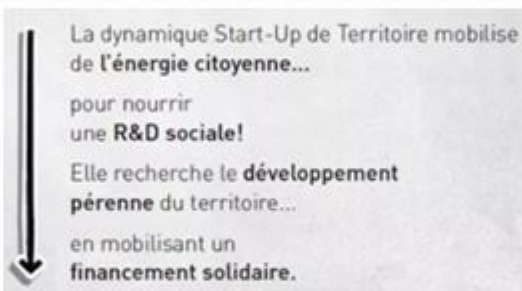 La dynamique Start-Up de Territoire mobilise
de l'énergie citoyenne...
pour nourrir
une R&D sociale!
Elle recherche le développement
pérenne du territoire...
en mobilisant un
financement solidaire.